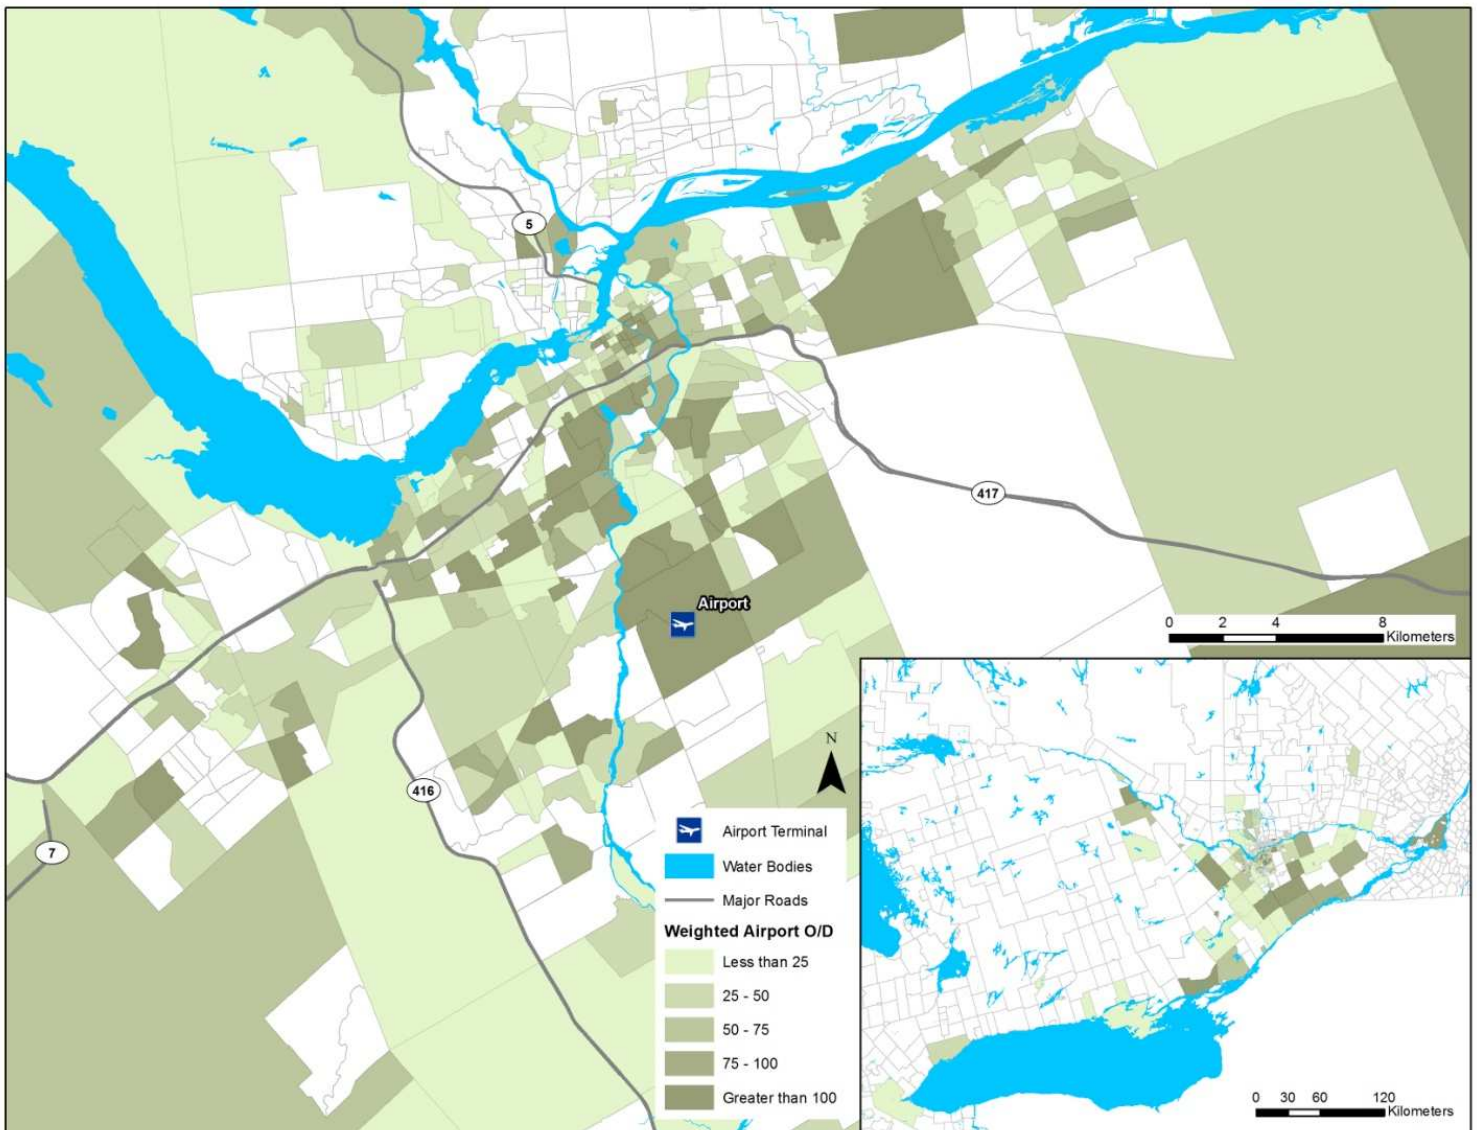 5
417
Airport
0 2 4 8
Kilometers
N
416
7
Airport Terminal
Water Bodies
Major Roads
Weighted Airport O/D
Less than 25
25 - 50
50 - 75
75 - 100
Greater than 100
0 30 60 120
Kilometers